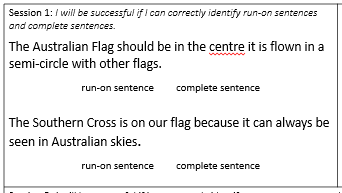 Session 1: I will be successful if I can correctly identify run-on sentences
and complete sentences.
The Australian Flag should be in the centre it is flown in a
semi-circle with other flags.
run-on sentence complete sentence
The Southern Cross is on our flag because it can always be
seen in Australian skies.
run-on sentence complete sentence